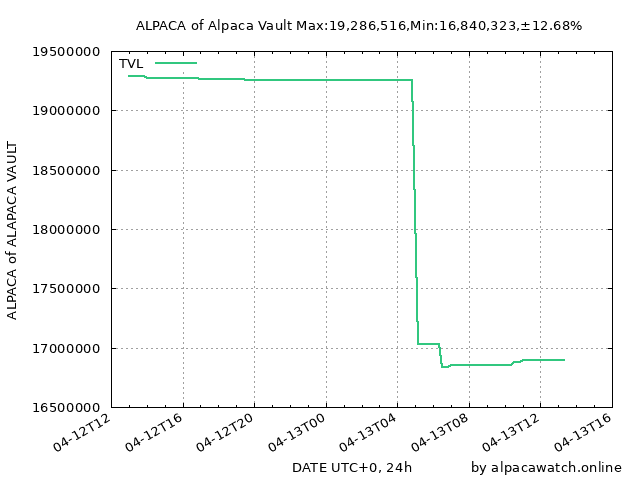 ALPACA of Alpaca Vault Max:19,286,516,Min:16,840,323,±12.68%
TVL
19500000
19000000
18500000
18000000
17500000
17000000
16500000
ALPACA of ALAPACA VAULT
04-12T12
04-12T16
04-12T20
04-13T00
04-13T04
04-13T08
04-13T12
04-13T16
DATE UTC+0, 24h
by alpacawatch.online